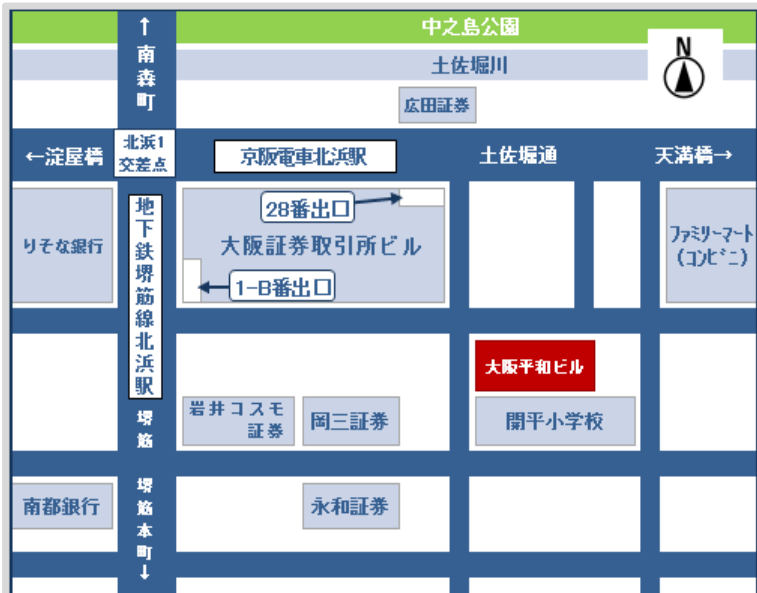 中之島公園
↑
南森町
土佐堀川
N
広田証券
←淀屋橋
北浜1
交差点
京阪電車北浜駅
土佐堀通
天満橋→
地下鉄堺筋線北浜駅
28番出口
りそな銀行
大阪証券取引所ビル
ファミリーマート
(コンビニ)
1-B番出口
大阪平和ビル
岩井コスモ
証券
岡三証券
開平小学校
堺筋
南都銀行
永和証券
堺筋本町
↓